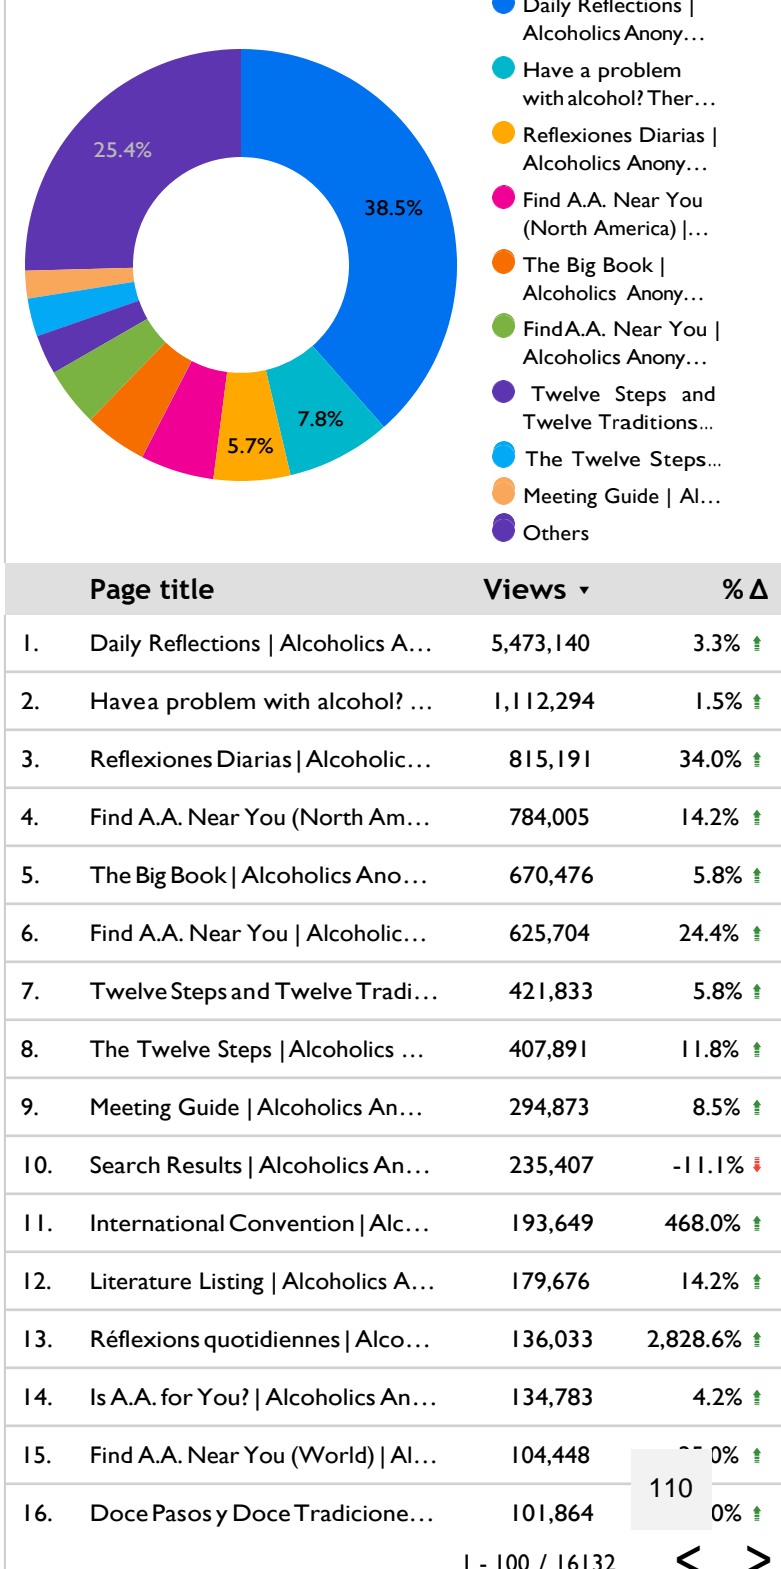 Daily Reflections |
Alcoholics Anony…
Have a problem
with alcohol? Ther…
Reflexiones Diarias |
Alcoholics Anony…
Find A.A. Near You
(North America) |…
The Big Book |
Alcoholics Anony…
Find A.A. Near You |
Alcoholics Anony…
Twelve Steps and
Twelve Traditions…
The Twelve Steps…
Meeting Guide | Al…
Others
25.4%
38.5%
7.8%
5.7%
Page title Views ▼ % Δ
1. Daily Reflections | Alcoholics A… 5,473,140 3.3%
2. Have a problem with alcohol? … 1,112,294 1.5%
3. Reflexiones Diarias | Alcoholic… 815,191 34.0%
4. Find A.A. Near You (North Am… 784,005 14.2%
5. The Big Book | Alcoholics Ano… 670,476 5.8%
6. Find A.A. Near You | Alcoholic… 625,704 24.4%
7. Twelve Steps and Twelve Tradi… 421,833 5.8%
8. The Twelve Steps | Alcoholics … 407,891 11.8%
9. Meeting Guide | Alcoholics An… 294,873 8.5%
10. Search Results | Alcoholics An… 235,407 -11.1%
11. International Convention | Alc… 193,649 468.0%
12. Literature Listing | Alcoholics A… 179,676 14.2%
13. Réflexions quotidiennes | Alco… 136,033 2,828.6%
14. Is A.A. for You? | Alcoholics An… 134,783 4.2%
15. Find A.A. Near You (World) | Al… 104,448
110
16. Doce Pasos y Doce Tradicione… 101,864
1 - 100 / 16132 < >